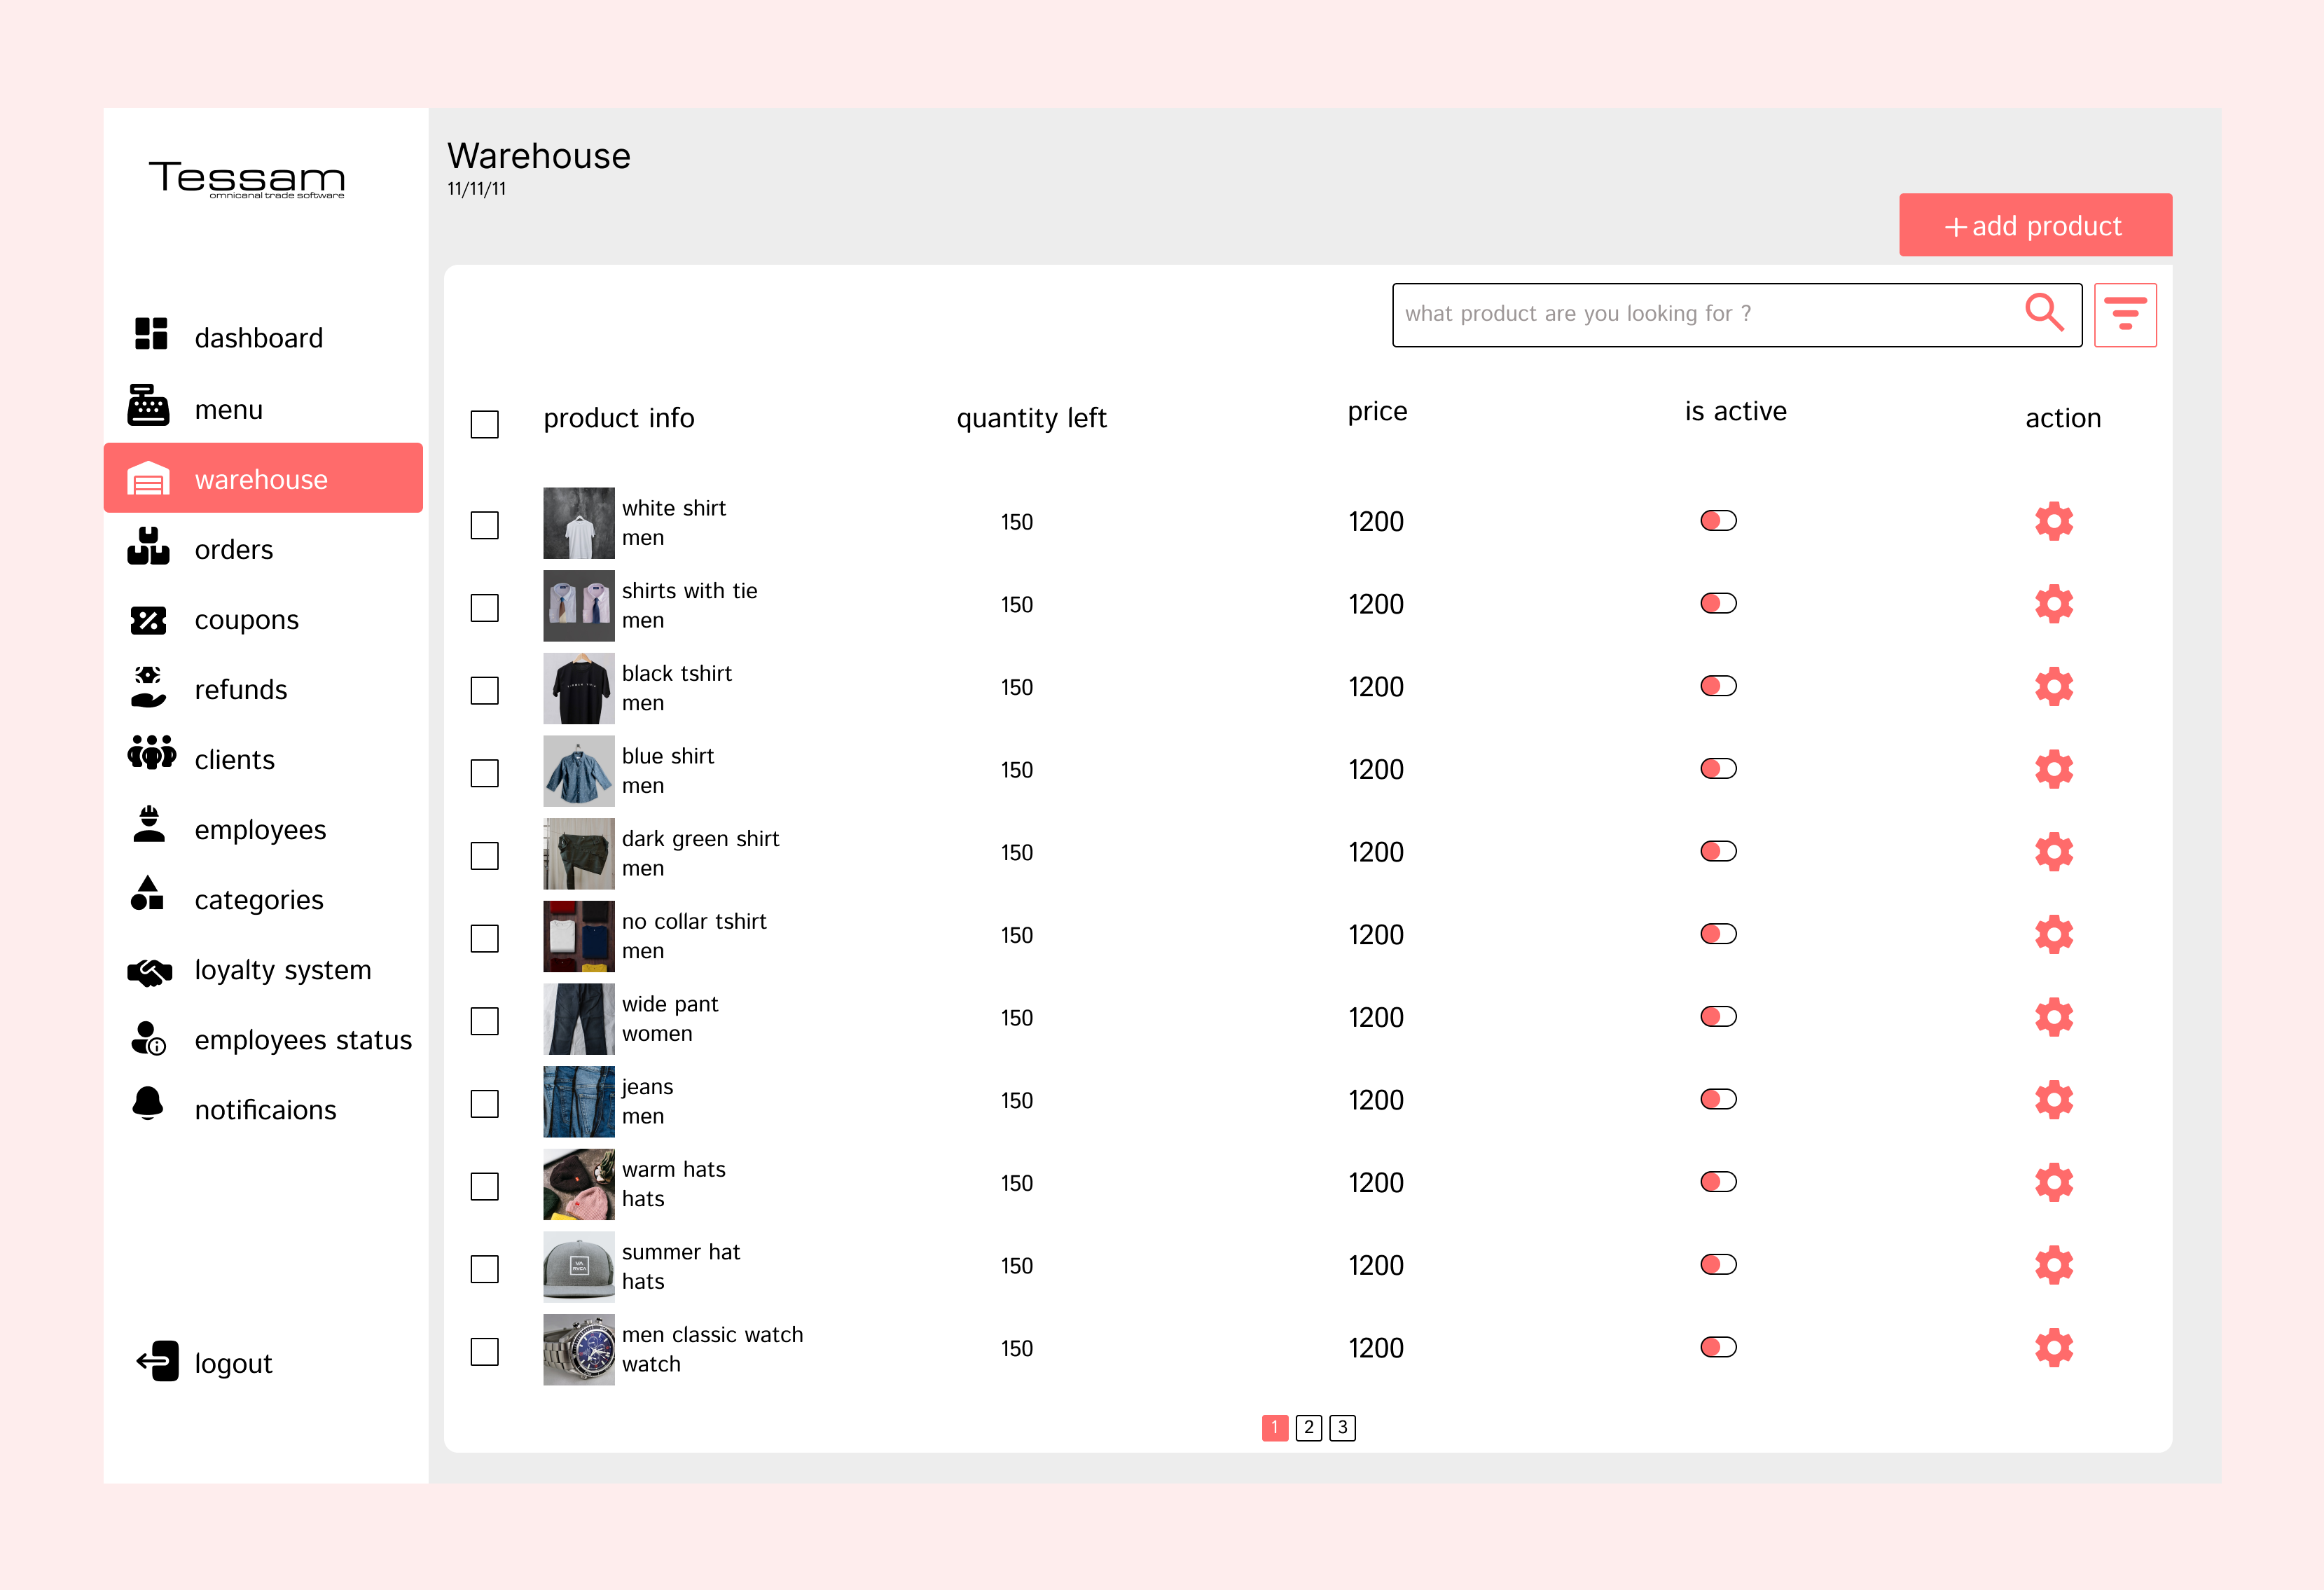 Tessam
omnicanal trade software
dashboard
menu
warehouse
orders
coupons
refunds
clients
employees
categories
loyalty system
employees status
notificaions
logout
Warehouse
11/11/11
+ add product
what product are you looking for ?
product info quantity left price is active action
white shirt
men
150 1200
shirts with tie
men
150 1200
black tshirt
men
150 1200
blue shirt
men
150 1200
dark green shirt
men
150 1200
no collar tshirt
men
150 1200
wide pant
women
150 1200
jeans
men
150 1200
warm hats
hats
150 1200
VA
RVCA
summer hat
hats
150 1200
men classic watch
watch
150 1200
1 2 3